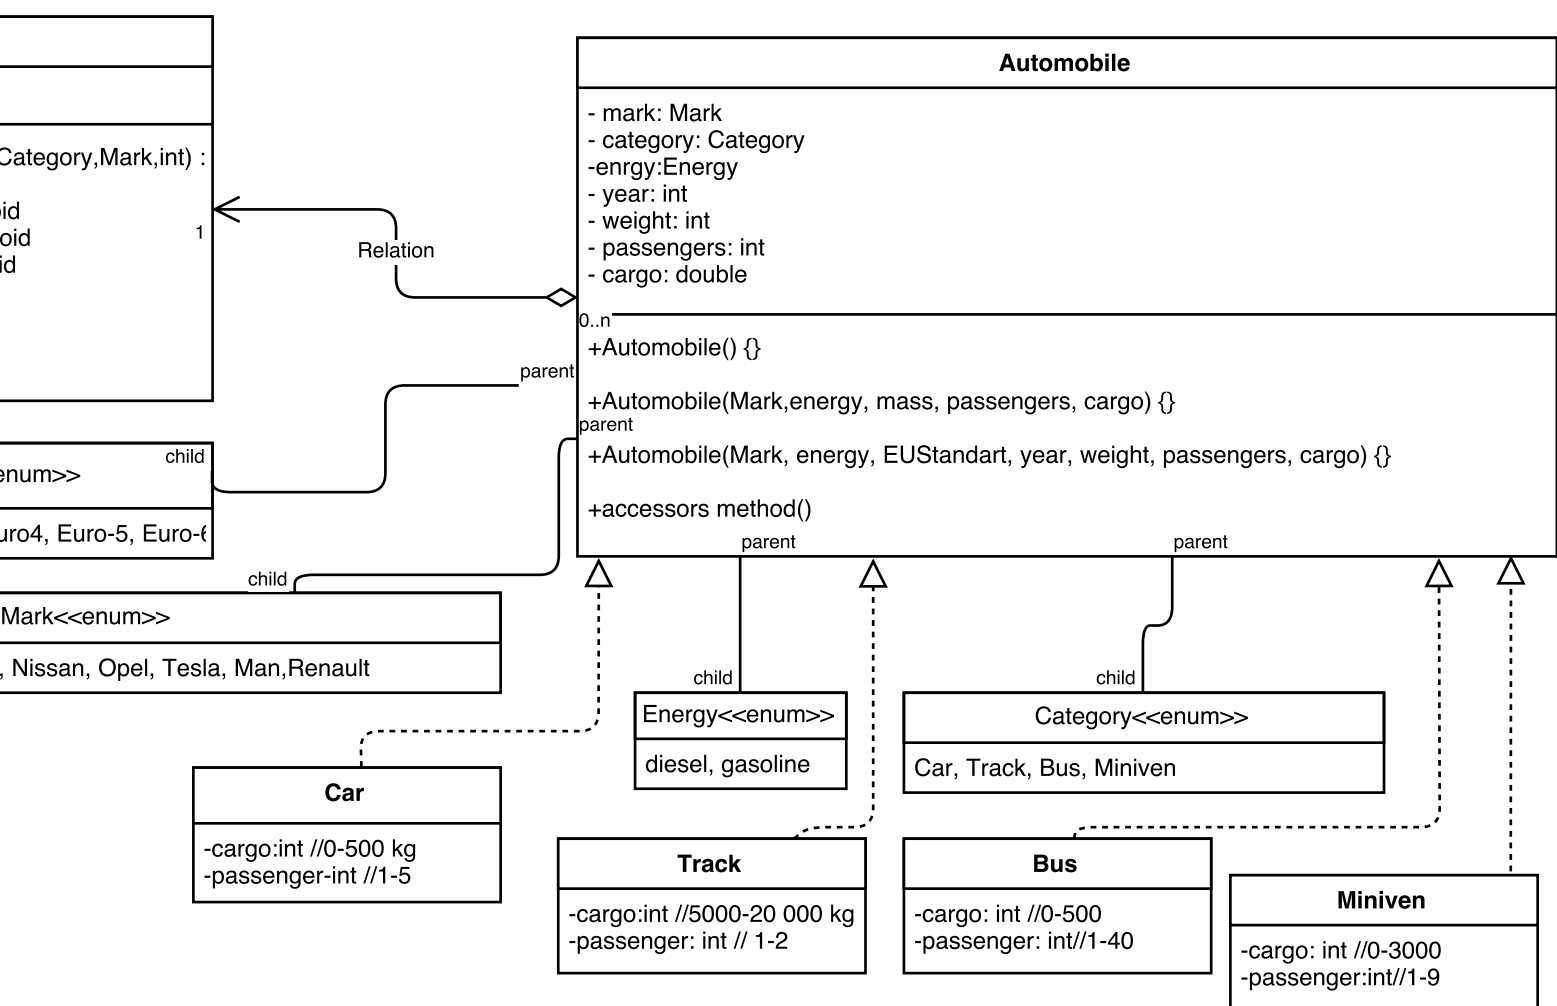 Category,Mark,int) :
oid
oid
id
1
Relation
Automobile
- mark: Mark
- category: Category
-enrgy:Energy
- year: int
- weight: int
- passengers: int
- cargo: double
0..n
+Automobile() {}
parent
+Automobile(Mark,energy, mass, passengers, cargo) {}
parent
+Automobile(Mark, energy, EUStandart, year, weight, passengers, cargo) {}
+accessors method()
child
enum>>
uro4, Euro-5, Euro-6
parent
parent
child
Mark<<enum>>
, Nissan, Opel, Tesla, Man,Renault
child
Energy<<enum>>
diesel, gasoline
child
Category<<enum>>
Car, Track, Bus, Miniven
Car
-cargo:int //0-500 kg
-passenger-int //1-5
Track
-cargo:int //5000-20 000 kg
-passenger: int // 1-2
Bus
-cargo: int //0-500
-passenger: int//1-40
Miniven
-cargo: int //0-3000
-passenger:int//1-9